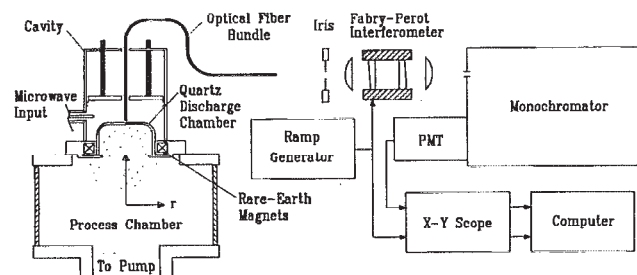 Cavity
Optical Fiber
Bundle
Iris
Fabry-Perot
Interferometer
Microwave
Input
Quartz
Discharge
Chamber
Ramp
Generator
PMT
Monochromator
r
Rare-Earth
Magnets
Process Chamber
X-Y Scope
Computer
To Pump